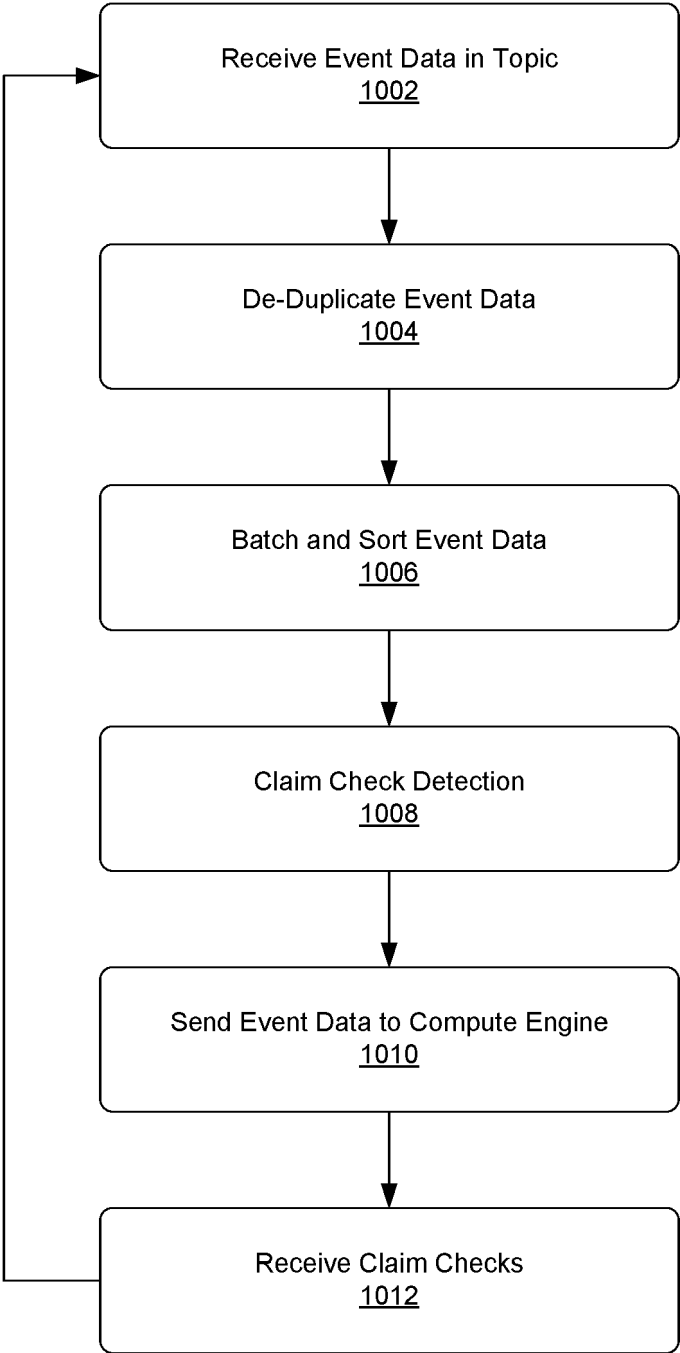 Receive Event Data in Topic
1002
De-Duplicate Event Data
1004
Batch and Sort Event Data
1006
Claim Check Detection
1008
Send Event Data to Compute Engine
1010
Receive Claim Checks
1012